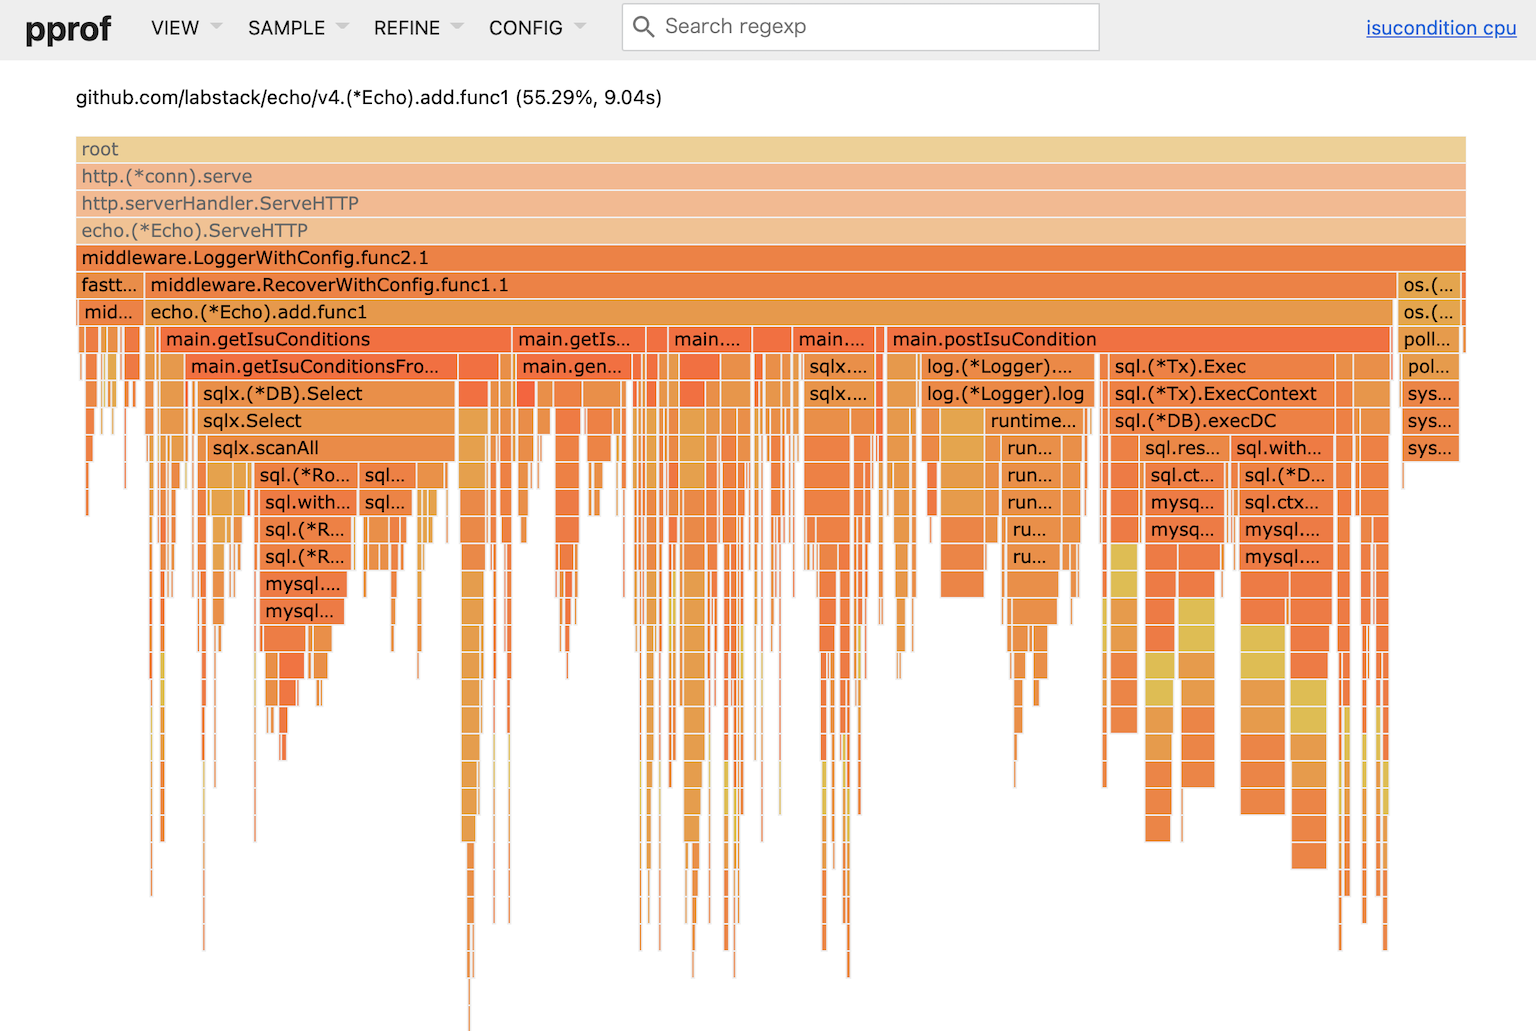 pprof VIEW SAMPLE REFINE CONFIG Search regexp isucondition cpu
github.com/labstack/echo/v4.(*Echo).add.func1 (55.29%, 9.04s)
root
http.(*conn).serve
http.serverHandler.ServeHTTP
echo.(*Echo).ServeHTTP
middleware.LoggerWithConfig.func2.1
fastt... middleware.RecoverWithConfig.func1.1 os.(...
mid... echo.(*Echo).add.func1 os.(...
main.getIsuConditions main.getIs... main.... main.... main.postIsuCondition poll...
main.getIsuConditionsFro... main.gen... sqlx.... log.(*Logger).... sql.(*Tx).Exec pol...
sqlx.(*DB).Select sqlx.... log.(*Logger).log sql.(*Tx).ExecContext sys...
sqlx.Select runtime... sql.(*DB).execDC sys...
sqlx.scanAll run... sql.res... sql.with... sys...
sql.(*Ro... sql... run... sql.ct... sql.(*D...
sql.with... sql... run... mysq... sql.ctx...
sql.(*R... ru... mysq... mysql....
sql.(*R... ru... mysql....
mysql....
mysql...